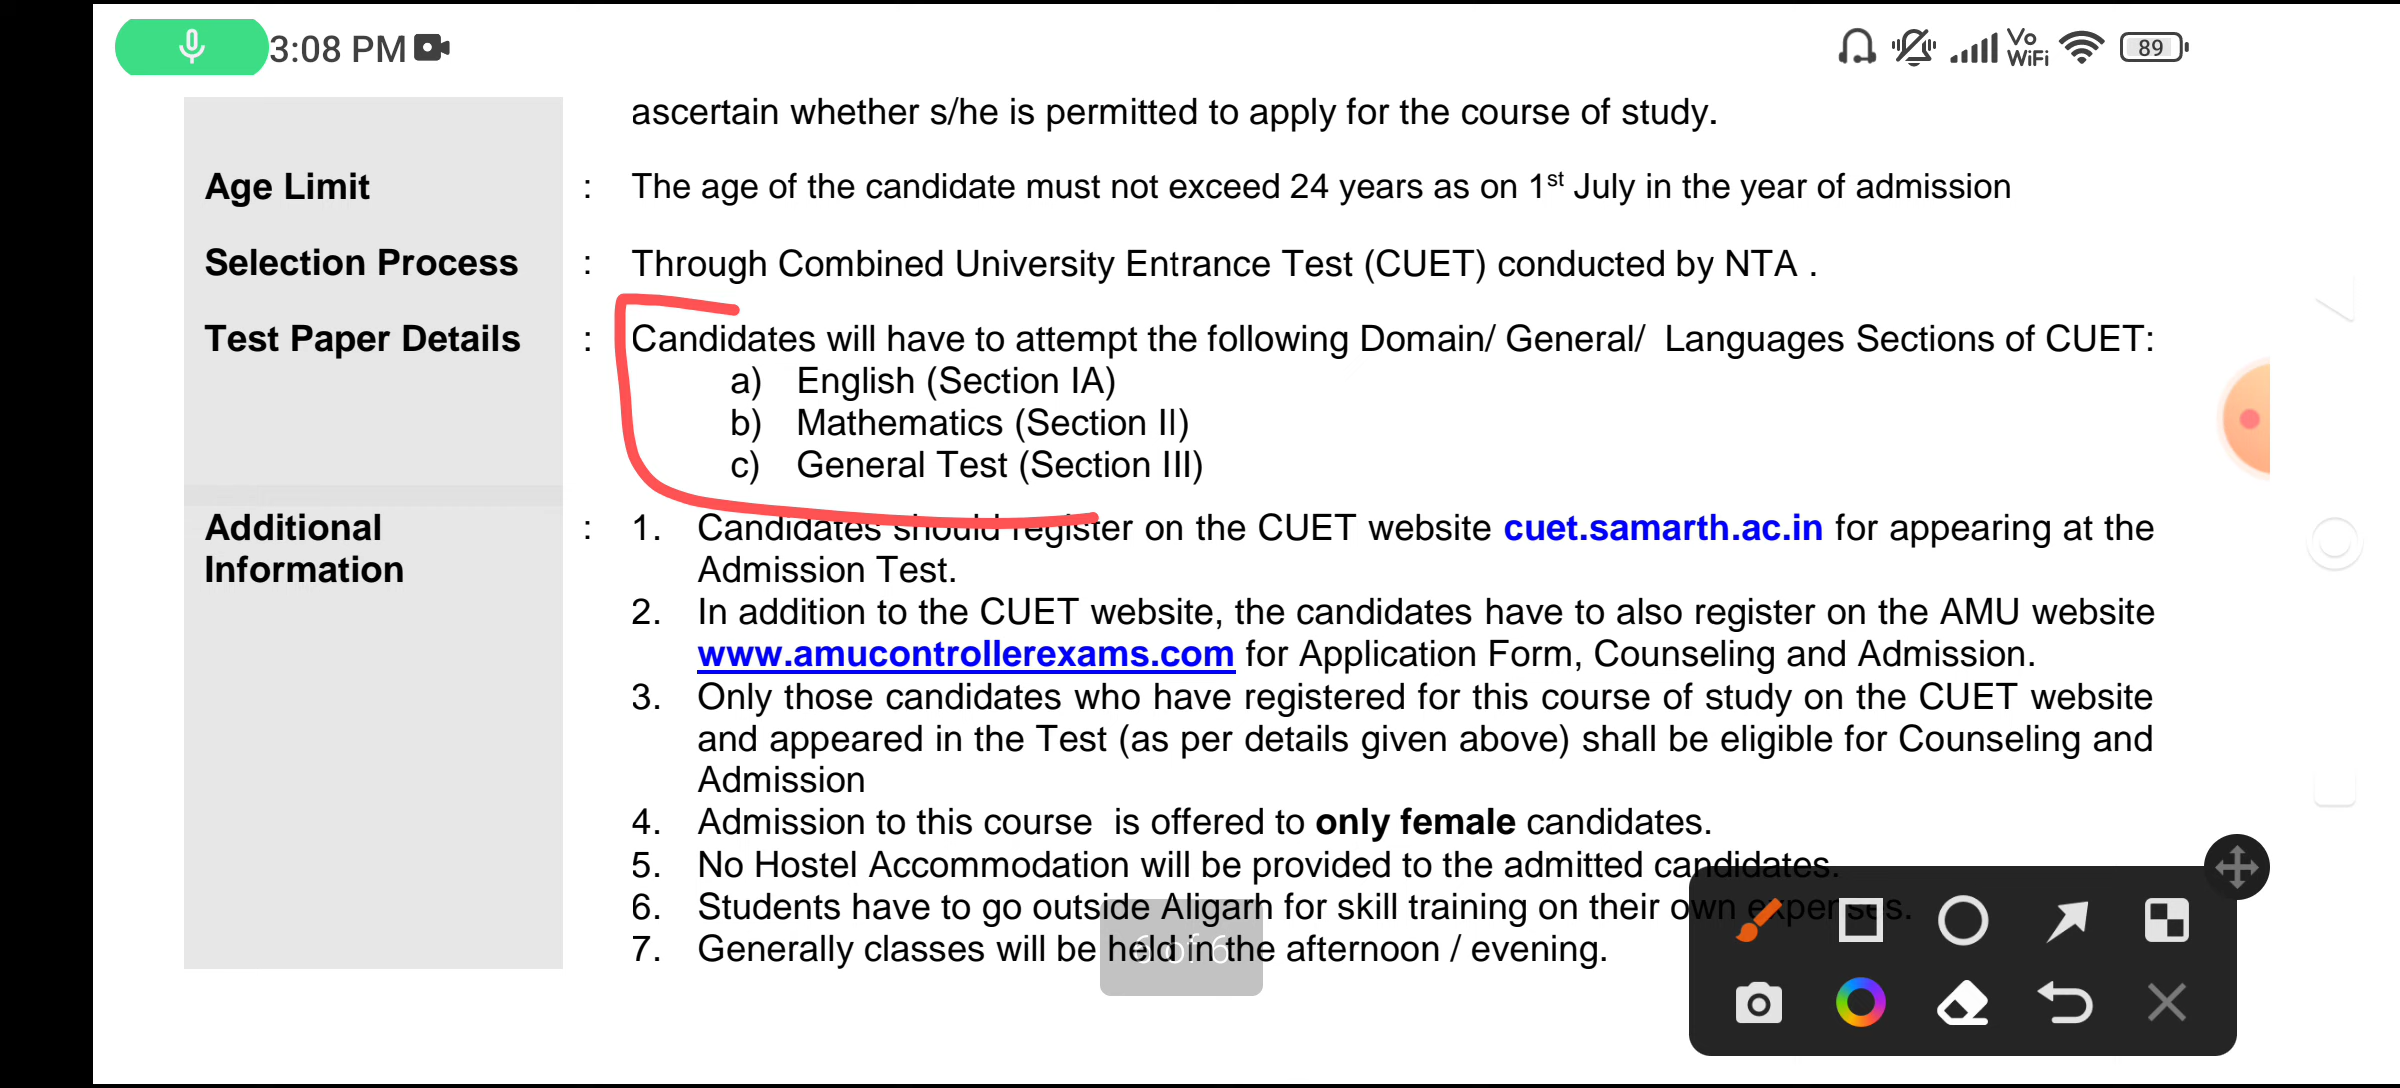 3:08 PM
Vo WiFi 89
ascertain whether s/he is permitted to apply for the course of study.
Age Limit : The age of the candidate must not exceed 24 years as on 1st July in the year of admission
Selection Process : Through Combined University Entrance Test (CUET) conducted by NTA .
Test Paper Details : Candidates will have to attempt the following Domain/ General/ Languages Sections of CUET:
a) English (Section IA)
b) Mathematics (Section II)
c) General Test (Section III)
Additional Information : 1. Candidates should register on the CUET website cuet.samarth.ac.in for appearing at the
Admission Test.
2. In addition to the CUET website, the candidates have to also register on the AMU website
www.amucontrollerexams.com for Application Form, Counseling and Admission.
3. Only those candidates who have registered for this course of study on the CUET website
and appeared in the Test (as per details given above) shall be eligible for Counseling and
Admission
4. Admission to this course is offered to only female candidates.
5. No Hostel Accommodation will be provided to the admitted candidates.
6. Students have to go outside Aligarh for skill training on their own expenses.
7. Generally classes will be held in the afternoon / evening.
6 of 6